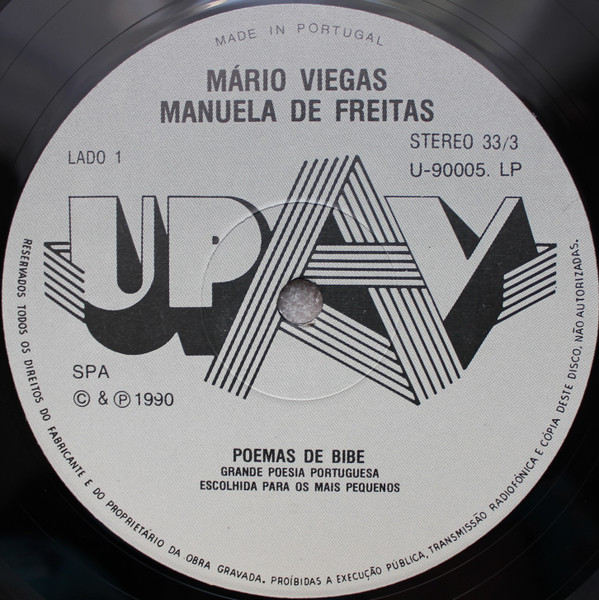 MADE IN PORTUGAL
MÁRIO VIEGAS
MANUELA DE FREITAS
LADO 1
STEREO 33/3
U-90005. LP
UPAV
SPA
© & ℗ 1990
POEMAS DE BIBE
GRANDE POESIA PORTUGUESA
ESCOLHIDA PARA OS MAIS PEQUENOS
RESERVADOS TODOS OS DIREITOS DO FABRICANTE E DO PROPRIETÁRIO DA OBRA GRAVADA. PROÍBIDAS A EXECUÇÃO PÚBLICA, TRANSMISSÃO RADIOFÓNICA E CÓPIA DESTE DISCO, NÃO AUTORIZADAS.